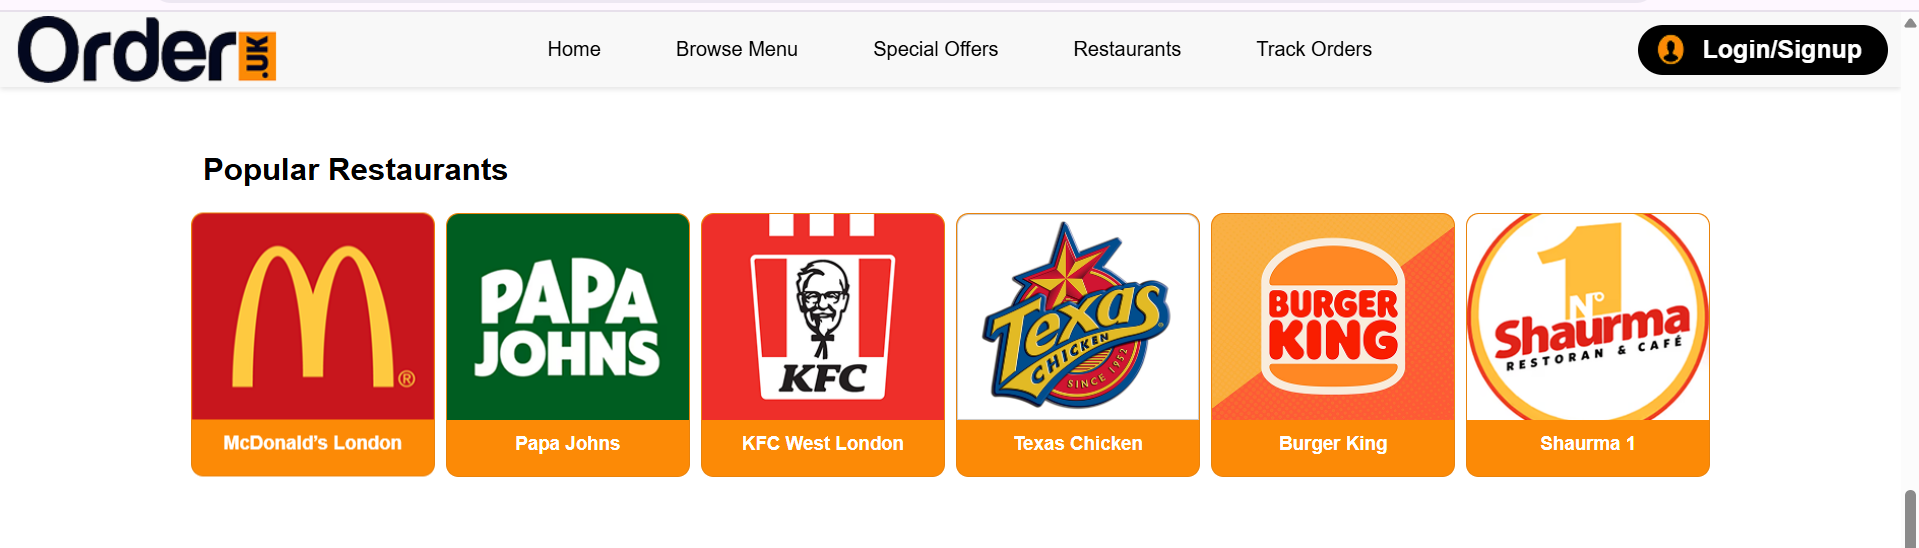 Order.UK
Home
Browse Menu
Special Offers
Restaurants
Track Orders
Login/Signup
Popular Restaurants
M®
PAPA
JOHNS
KFC
Texas
CHICKEN
SINCE 1952
BURGER
KING
1
Nº
Shaurma
RESTORAN & CAFÉ
McDonald’s London
Papa Johns
KFC West London
Texas Chicken
Burger King
Shaurma 1